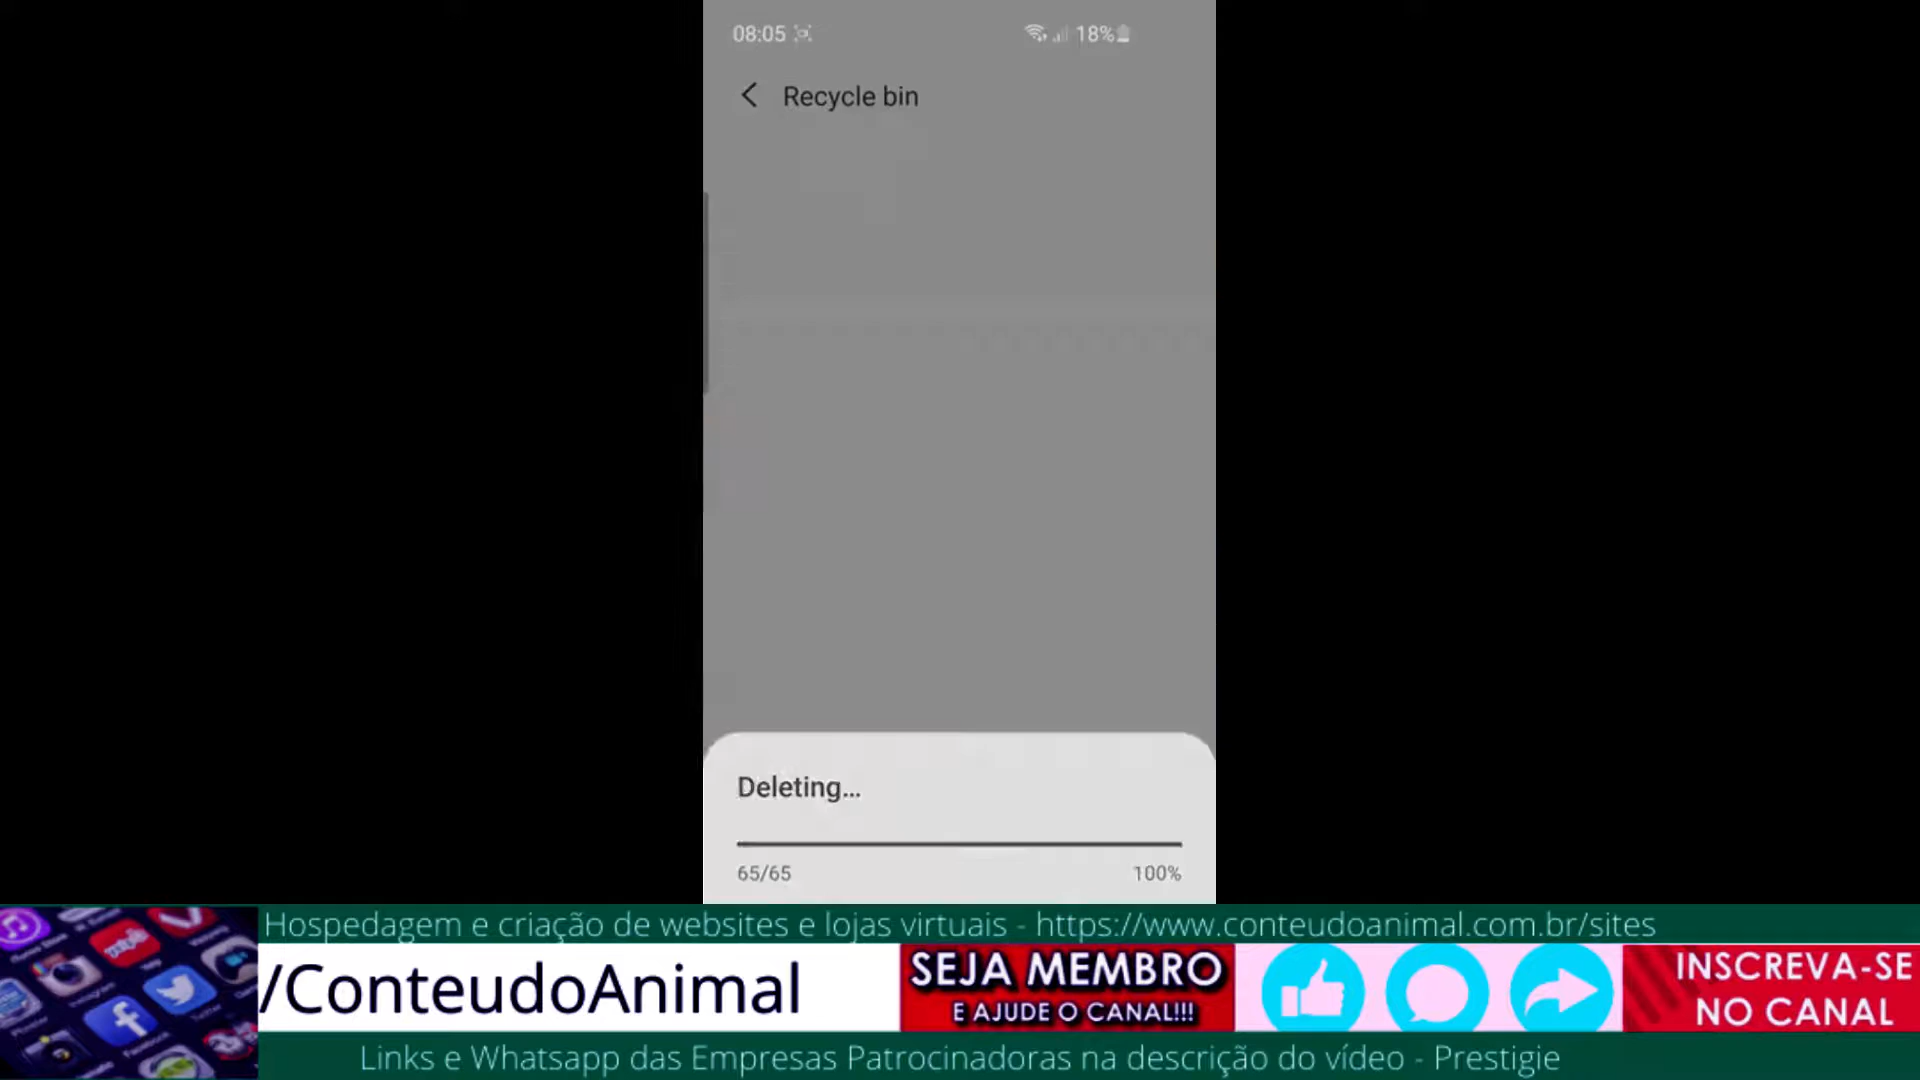 08:05 18%
Recycle bin
Deleting...
65/65 100%
Hospedagem e criação de websites e lojas virtuais - https://www.conteudoanimal.com.br/sites
/ConteudoAnimal
SEJA MEMBRO
E AJUDE O CANAL!!!
INSCREVA-SE
NO CANAL
Links e Whatsapp das Empresas Patrocinadoras na descrição do vídeo - Prestigie